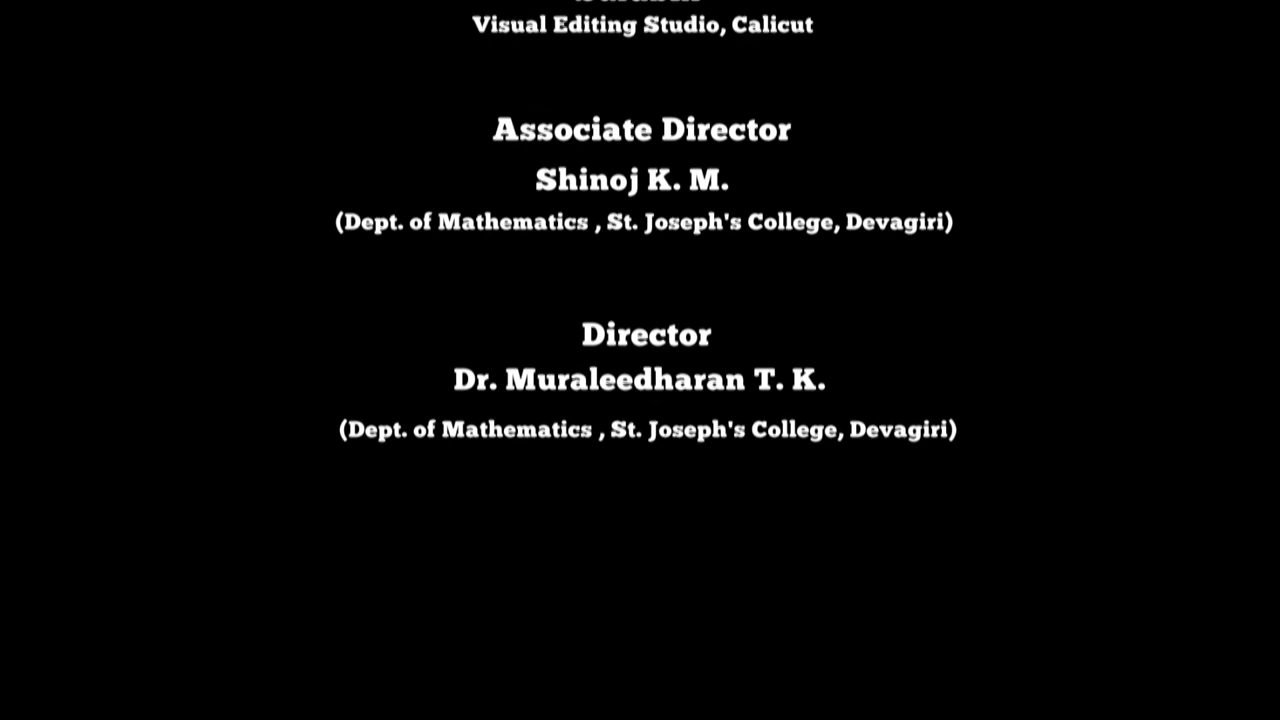 Visual Editing Studio, Calicut
Associate Director
Shinoj K. M.
(Dept. of Mathematics , St. Joseph's College, Devagiri)
Director
Dr. Muraleedharan T. K.
(Dept. of Mathematics , St. Joseph's College, Devagiri)